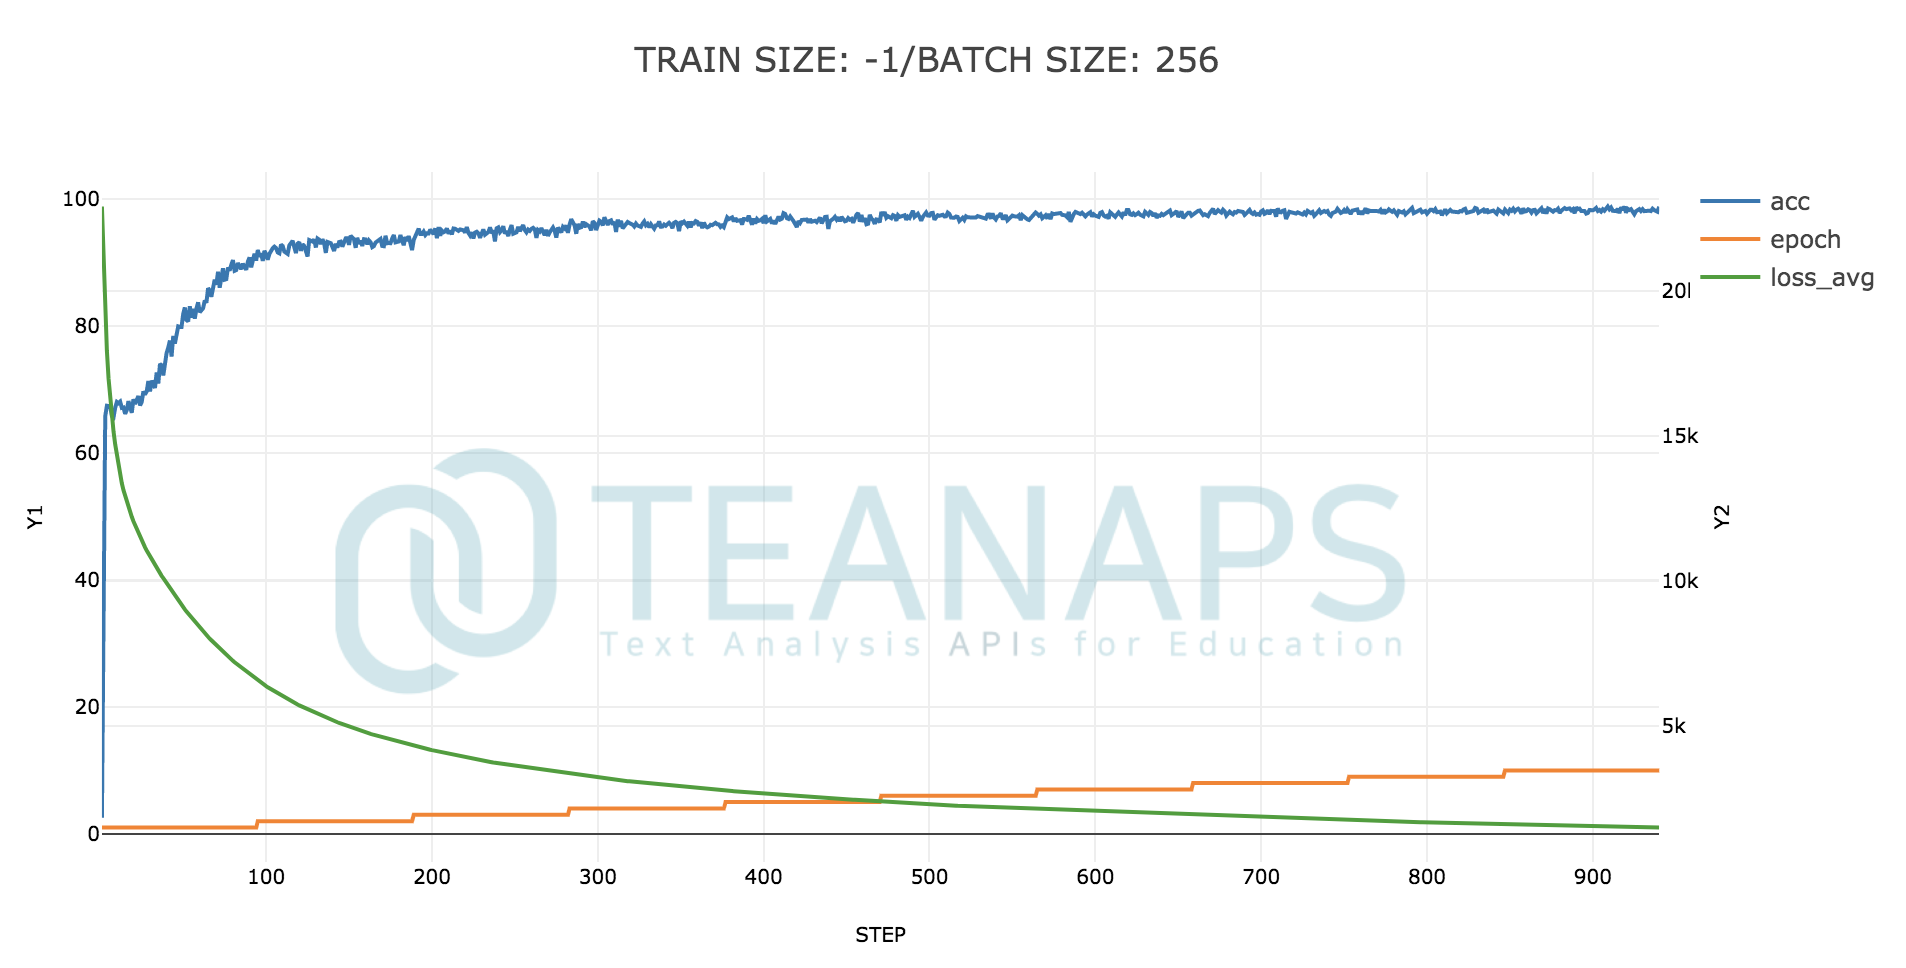 TRAIN SIZE: -1/BATCH SIZE: 256
acc
epoch
loss_avg
100
80
60
40
20
0
Y1
20
15k
10k
5k
Y2
TEANAPS
Text Analysis APIs for Education
100 200 300 400 500 600 700 800 900
STEP